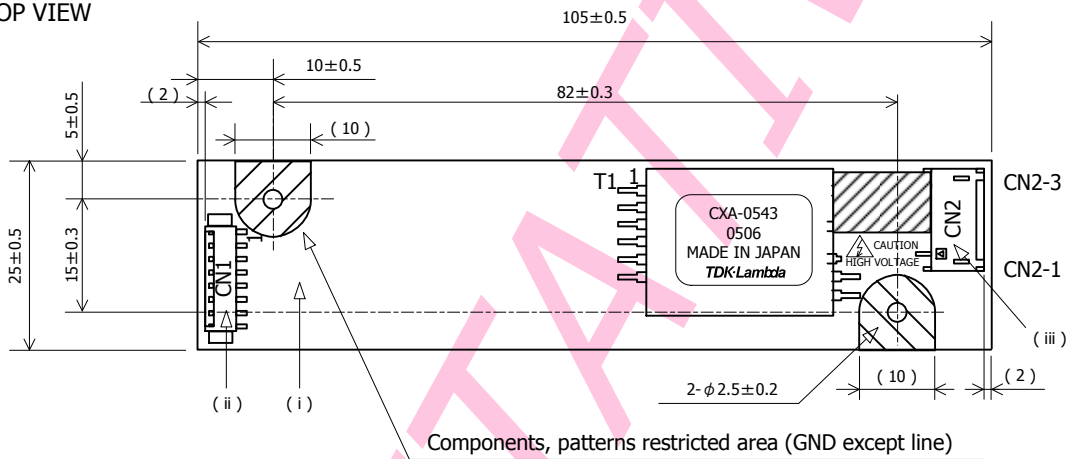 OP VIEW
105±0.5
10±0.5
( 2 )
82±0.3
5±0.5
( 10 )
T1 1
CN2-3
CXA-0543
0506
MADE IN JAPAN
TDK·Lambda
CAUTION
HIGH VOLTAGE
CN2
CN2-1
25±0.5
15±0.3
1
CN1
( iii )
( ii )
( i )
2-φ2.5±0.2
( 10 )
( 2 )
Components, patterns restricted area (GND except line)